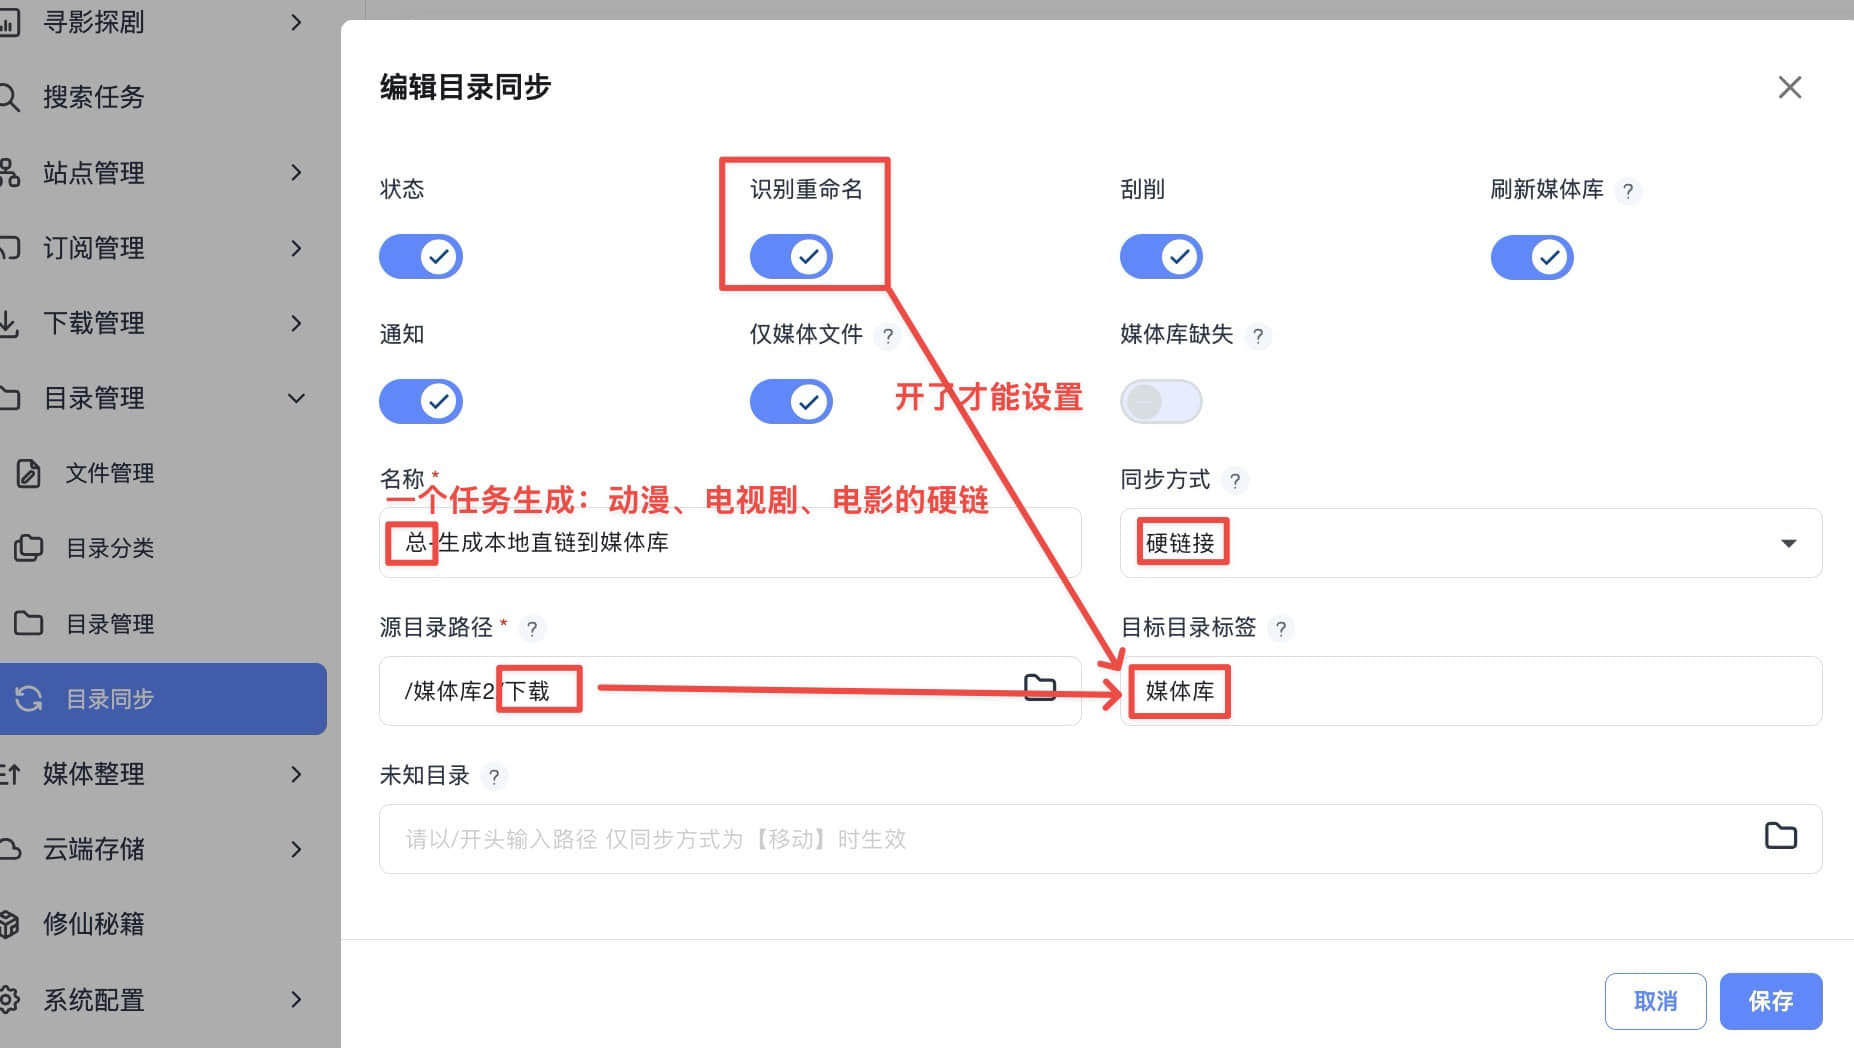 寻影探剧
搜索任务
站点管理
订阅管理
下载管理
目录管理
文件管理
目录分类
目录管理
目录同步
媒体整理
云端存储
修仙秘籍
系统配置
编辑目录同步
状态
识别重命名
刮削
刷新媒体库 ?
通知
仅媒体文件 ?
媒体库缺失 ?
开了才能设置
名称 *
同步方式 ?
一个任务生成：动漫、电视剧、电影的硬链
总-生成本地直链到媒体库
硬链接
源目录路径 * ?
目标目录标签 ?
/媒体库2/下载
媒体库
未知目录 ?
请以/开头输入路径 仅同步方式为【移动】时生效
取消
保存